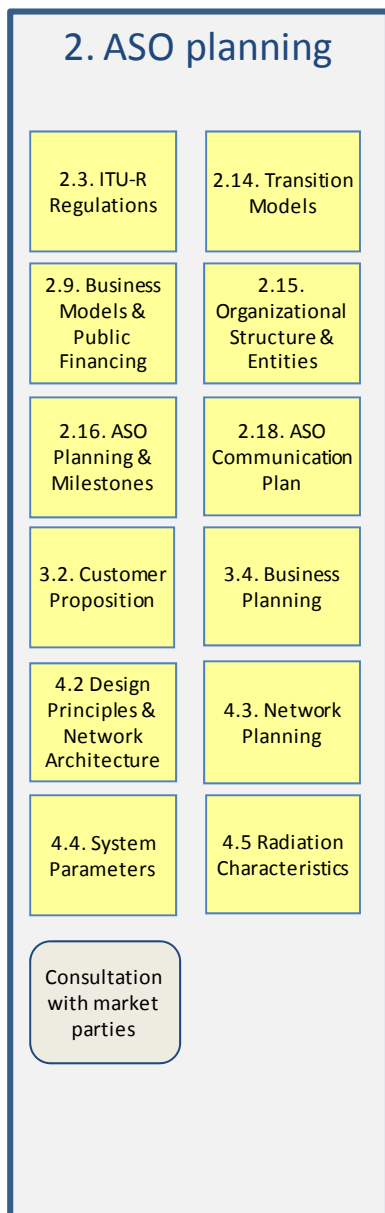 2. ASO planning
2.3. ITU-R
Regulations
2.14. Transition
Models
2.9. Business
Models &
Public
Financing
2.15.
Organizational
Structure &
Entities
2.16. ASO
Planning &
Milestones
2.18. ASO
Communication
Plan
3.2. Customer
Proposition
3.4. Business
Planning
4.2 Design
Principles &
Network
Architecture
4.3. Network
Planning
4.4. System
Parameters
4.5 Radiation
Characteristics
Consultation
with market
parties